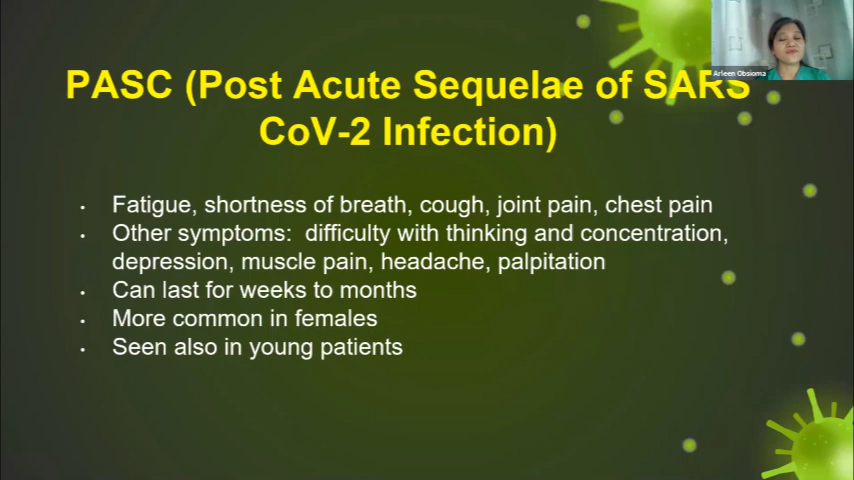 Arleen Obsioma
PASC (Post Acute Sequelae of SARS
CoV-2 Infection)
• Fatigue, shortness of breath, cough, joint pain, chest pain
• Other symptoms:  difficulty with thinking and concentration,
depression, muscle pain, headache, palpitation
• Can last for weeks to months
• More common in females
• Seen also in young patients